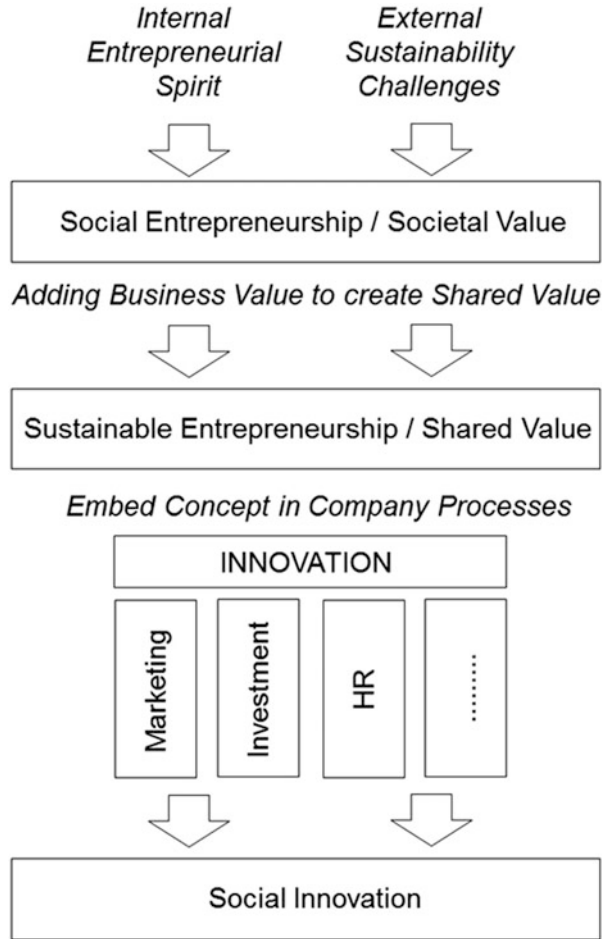 Internal External
Entrepreneurial Sustainability
Spirit Challenges
Social Entrepreneurship / Societal Value
Adding Business Value to create Shared Value
Sustainable Entrepreneurship / Shared Value
Embed Concept in Company Processes
INNOVATION
Marketing
Investment
HR
..........
Social Innovation